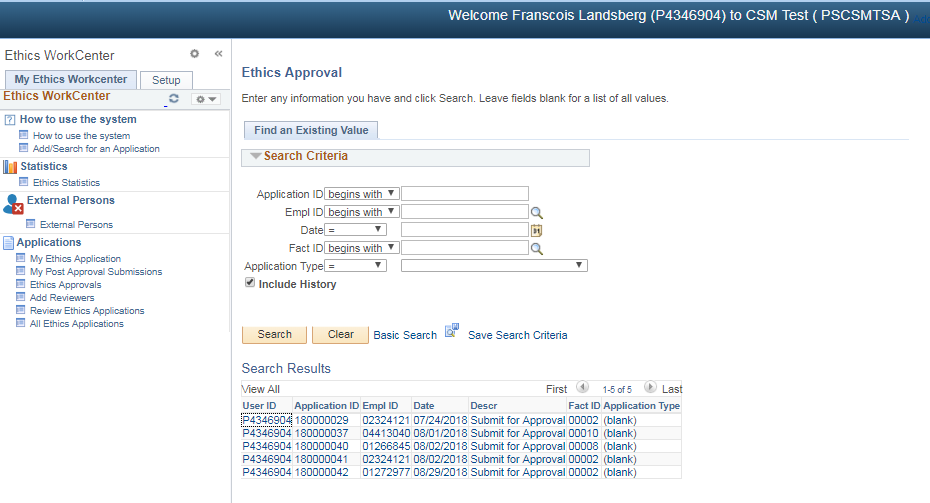 Welcome Franscois Landsberg (P4346904) to CSM Test ( PSCSMTSA )
Ethics WorkCenter
My Ethics Workcenter
Setup
Ethics WorkCenter
How to use the system
How to use the system
Add/Search for an Application
Statistics
Ethics Statistics
External Persons
External Persons
Applications
My Ethics Application
My Post Approval Submissions
Ethics Approvals
Add Reviewers
Review Ethics Applications
All Ethics Applications
Ethics Approval
Enter any information you have and click Search. Leave fields blank for a list of all values.
Find an Existing Value
Search Criteria
Application ID begins with
Empl ID begins with
Date =
Fact ID begins with
Application Type =
Include History
Search Clear Basic Search Save Search Criteria
Search Results
View All First 1-5 of 5 Last
User ID Application ID Empl ID Date Descr Fact ID Application Type
P4346904 180000029 02324121 07/24/2018 Submit for Approval 00002 (blank)
P4346904 180000037 04413040 08/01/2018 Submit for Approval 00010 (blank)
P4346904 180000040 01266845 08/02/2018 Submit for Approval 00008 (blank)
P4346904 180000041 02324121 08/02/2018 Submit for Approval 00002 (blank)
P4346904 180000042 01272977 08/29/2018 Submit for Approval 00002 (blank)